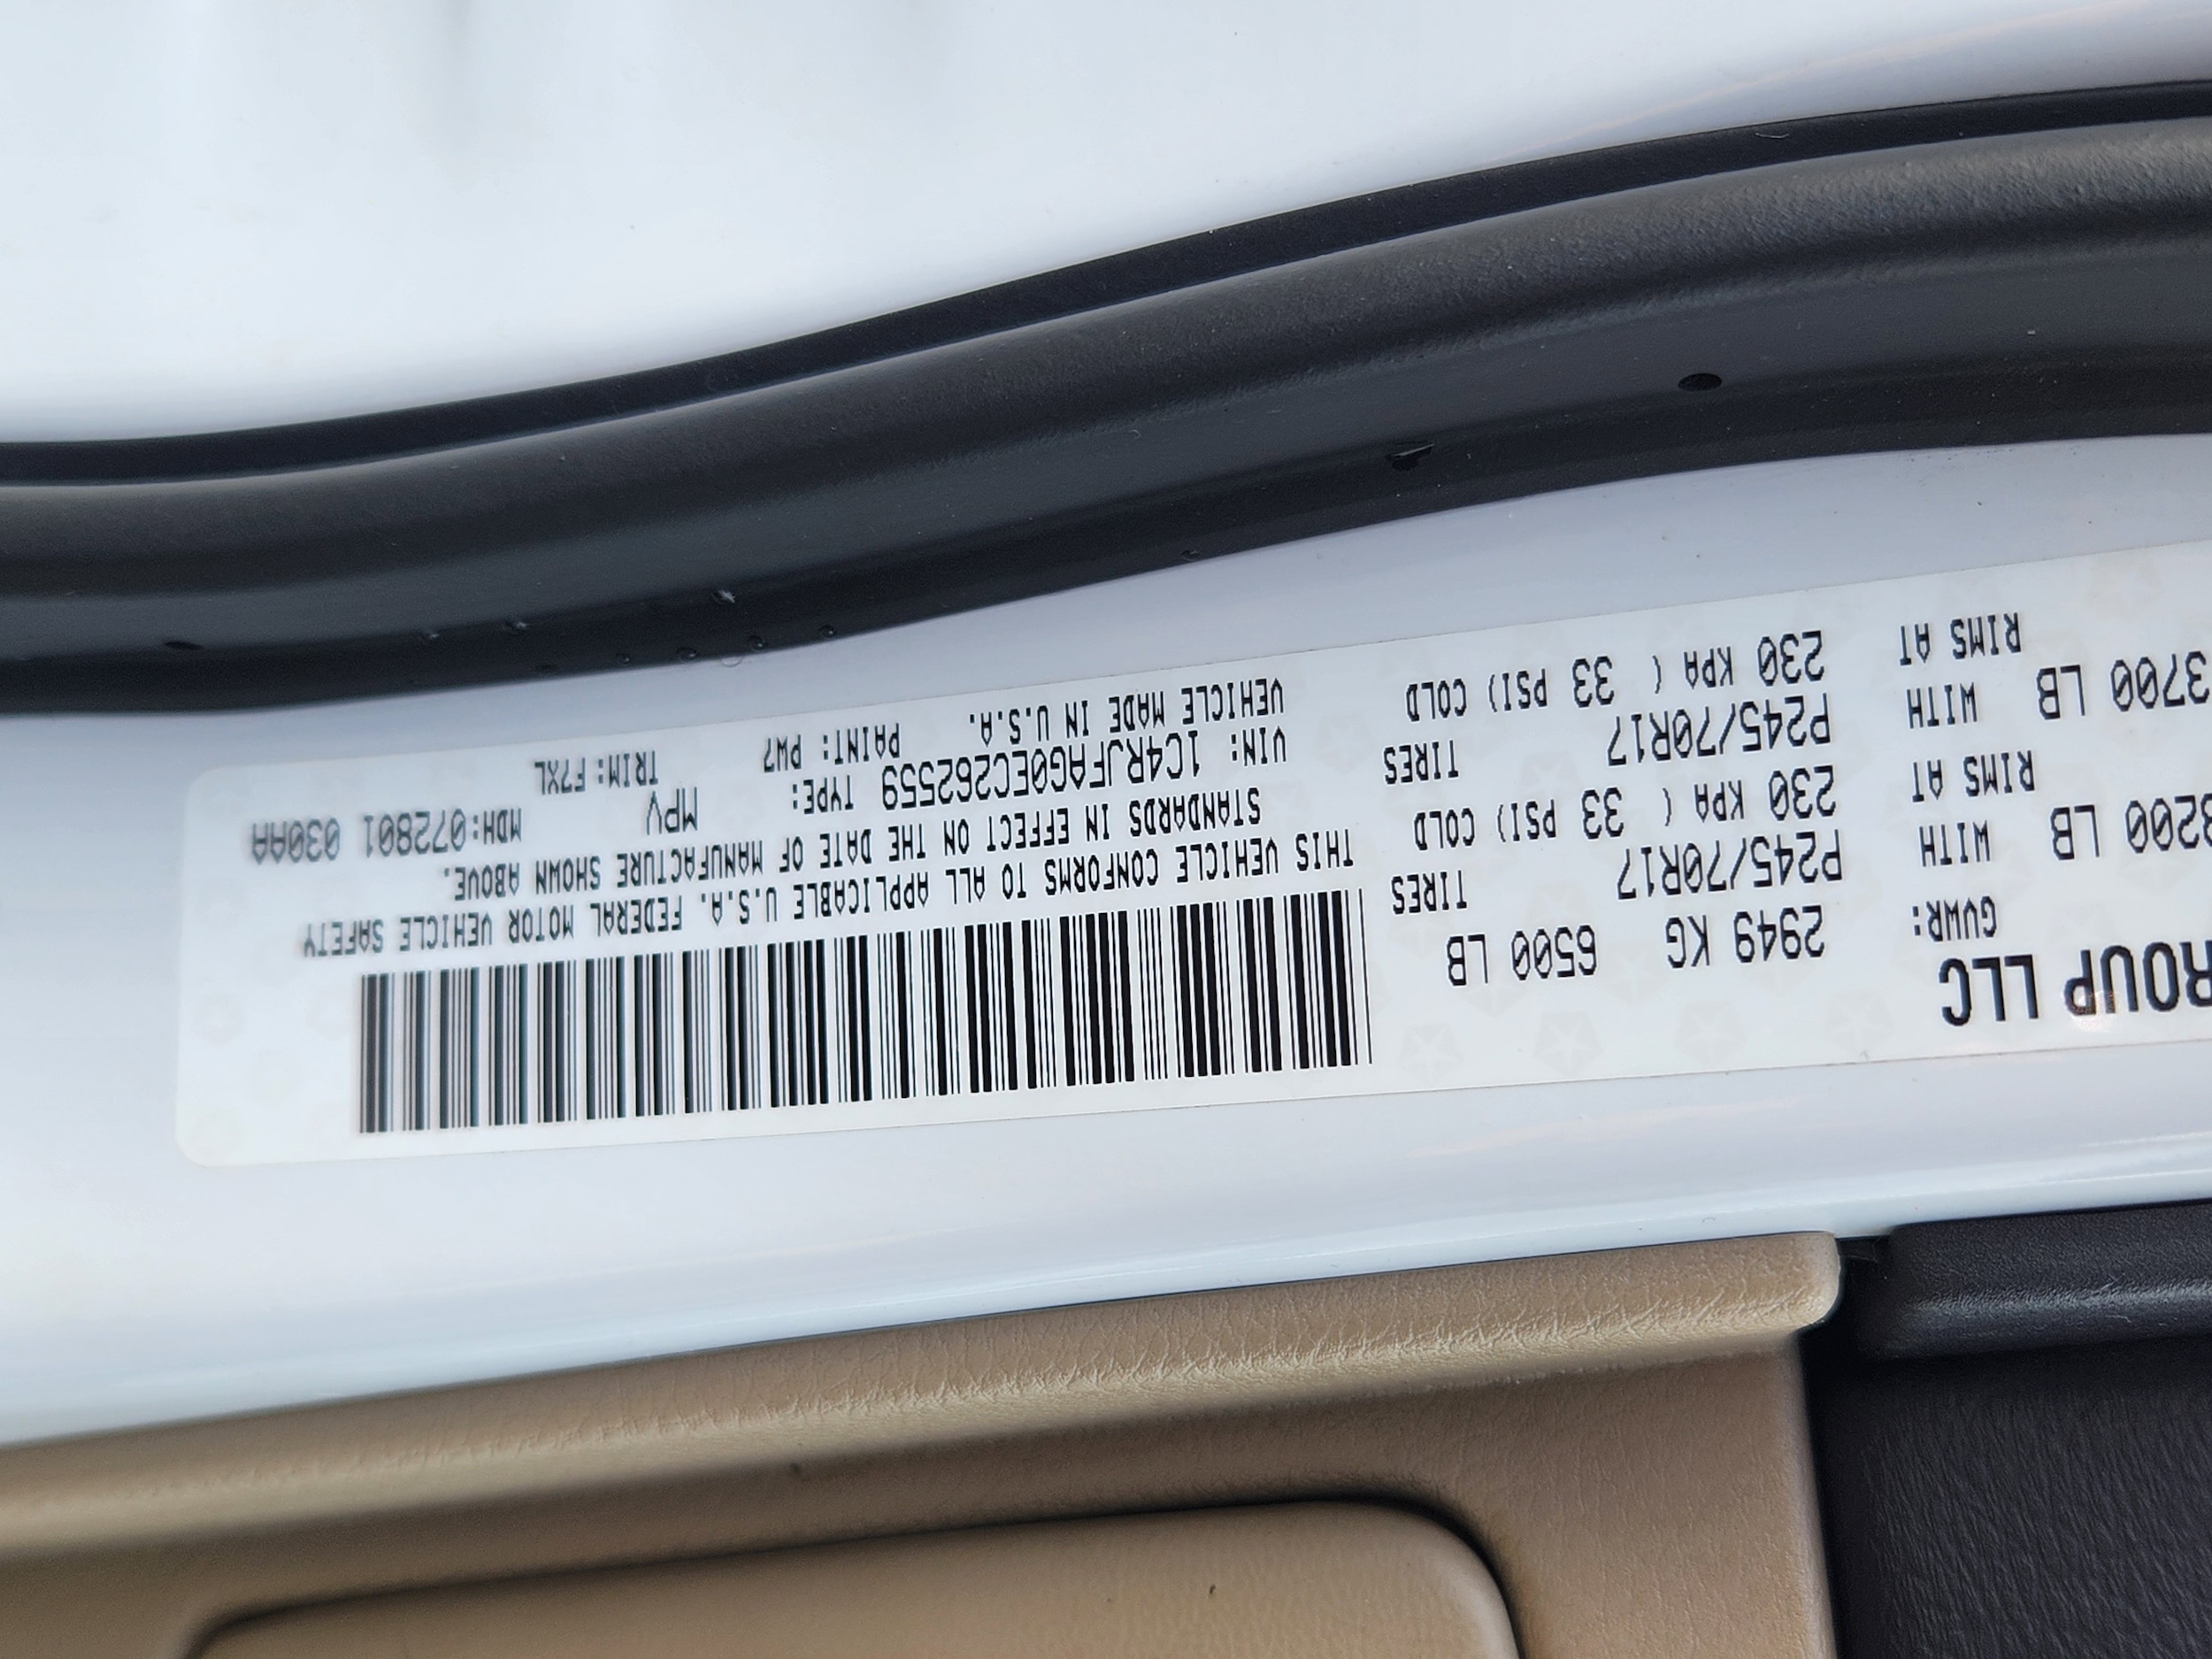 ROUP LLC
GVWR: 2949 KG 6500 LB
200 LB WITH P245/70R17 TIRES
RIMS AT 230 KPA ( 33 PSI) COLD
3700 LB WITH P245/70R17 TIRES
RIMS AT 230 KPA ( 33 PSI) COLD
THIS VEHICLE CONFORMS TO ALL APPLICABLE U.S.A. FEDERAL MOTOR VEHICLE SAFETY
STANDARDS IN EFFECT ON THE DATE OF MANUFACTURE SHOWN ABOVE.
VIN: 1C4RJFAG0EC262559 TYPE: MPV MDH:072801 030AA
VEHICLE MADE IN U.S.A. PAINT: PW7 TRIM:F7XL